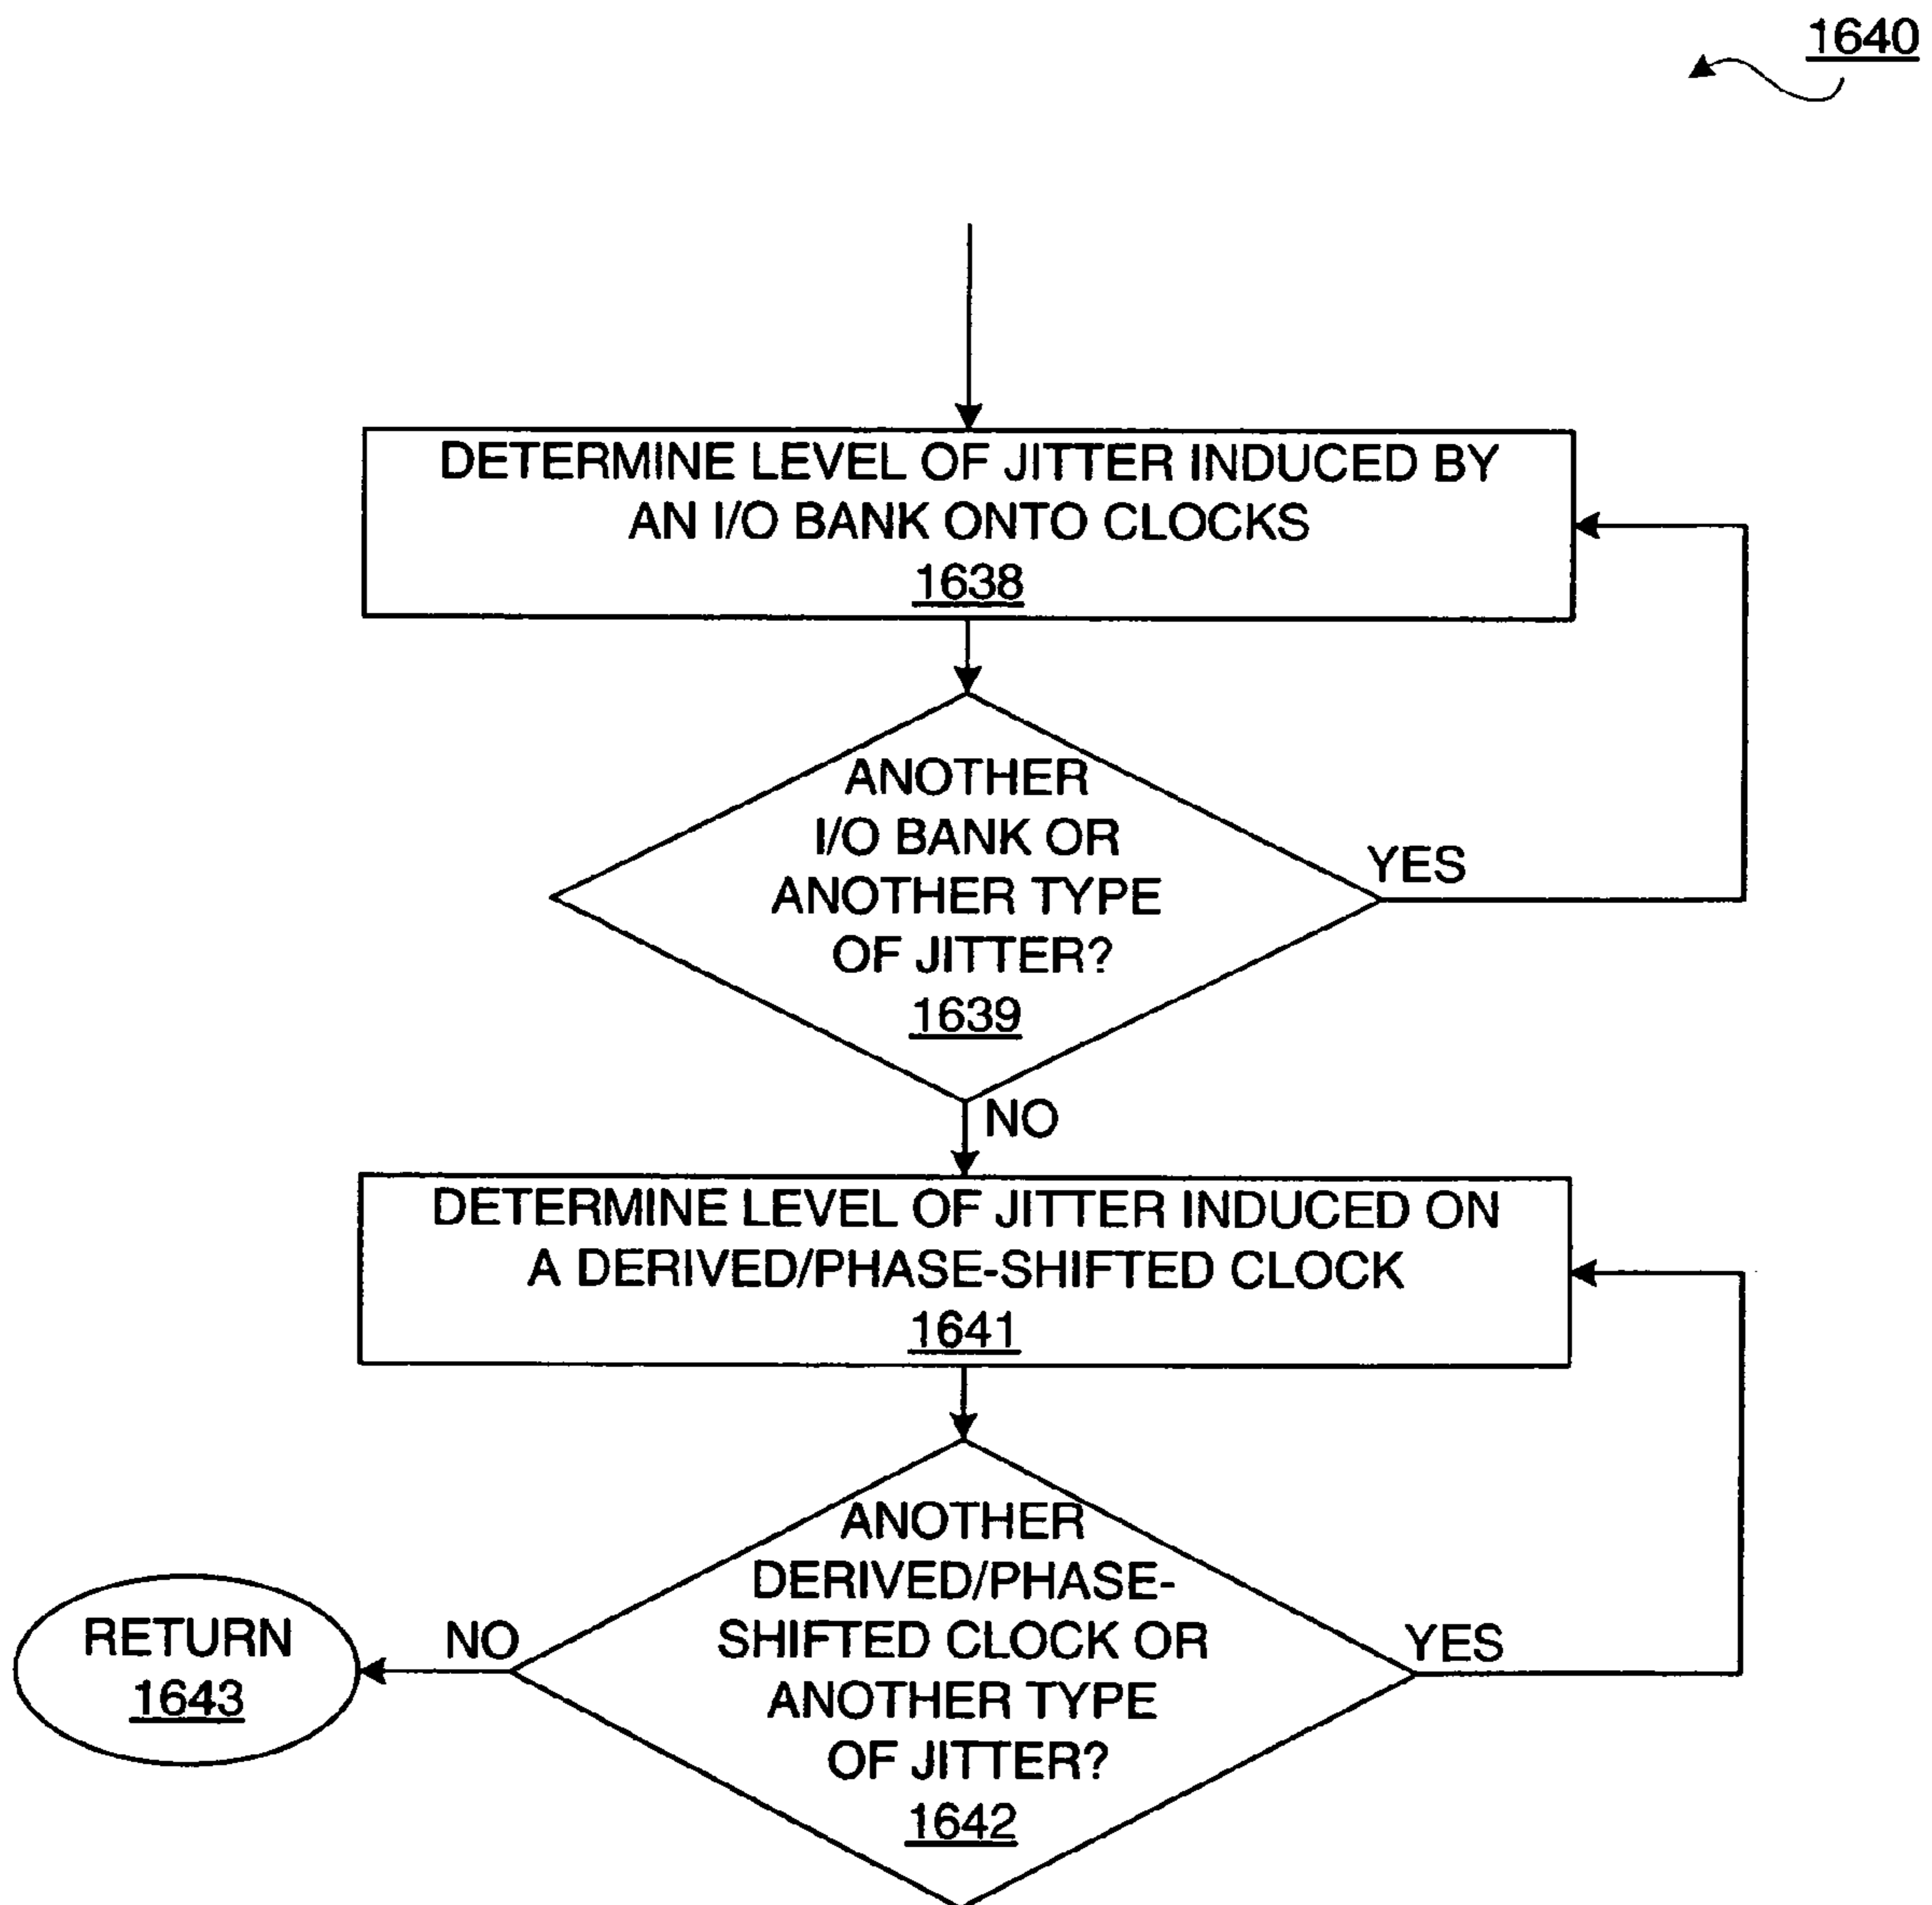 1640
DETERMINE LEVEL OF JITTER INDUCED BY
AN I/O BANK ONTO CLOCKS
1638
ANOTHER
I/O BANK OR
ANOTHER TYPE
OF JITTER?
1639
YES
NO
DETERMINE LEVEL OF JITTER INDUCED ON
A DERIVED/PHASE-SHIFTED CLOCK
1641
ANOTHER
DERIVED/PHASE-
SHIFTED CLOCK OR
ANOTHER TYPE
OF JITTER?
1642
YES
NO
RETURN
1643